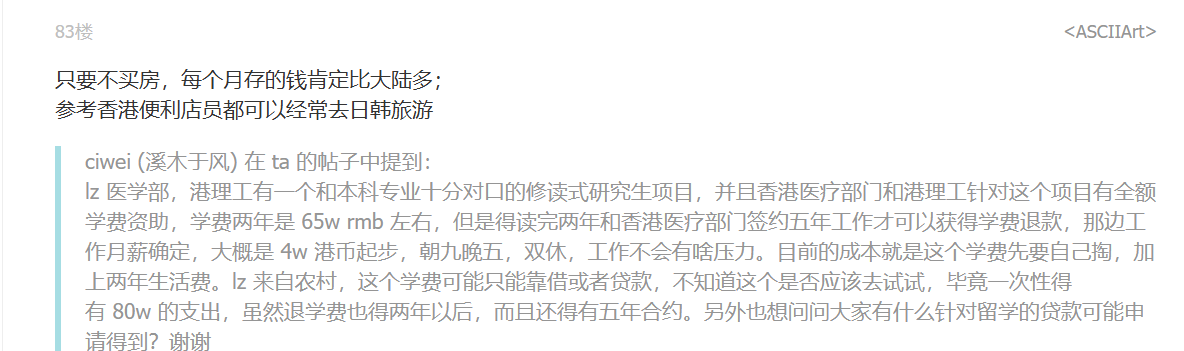 83楼
<ASCIIArt>
只要不买房，每个月存的钱肯定比大陆多；
参考香港便利店员都可以经常去日韩旅游
ciwei (溪木于风) 在 ta 的帖子中提到：
lz 医学部，港理工有一个和本科专业十分对口的修读式研究生项目，并且香港医疗部门和港理工针对这个项目有全额
学费资助，学费两年是 65w rmb 左右，但是得读完两年和香港医疗部门签约五年工作才可以获得学费退款，那边工
作月薪确定，大概是 4w 港币起步，朝九晚五，双休，工作不会有啥压力。目前的成本就是这个学费先要自己掏，加
上两年生活费。lz 来自农村，这个学费可能只能靠借或者贷款，不知道这个是否应该去试试，毕竟一次性得
有 80w 的支出，虽然退学费也得两年以后，而且还得有五年合约。另外也想问问大家有什么针对留学的贷款可能申
请得到？谢谢